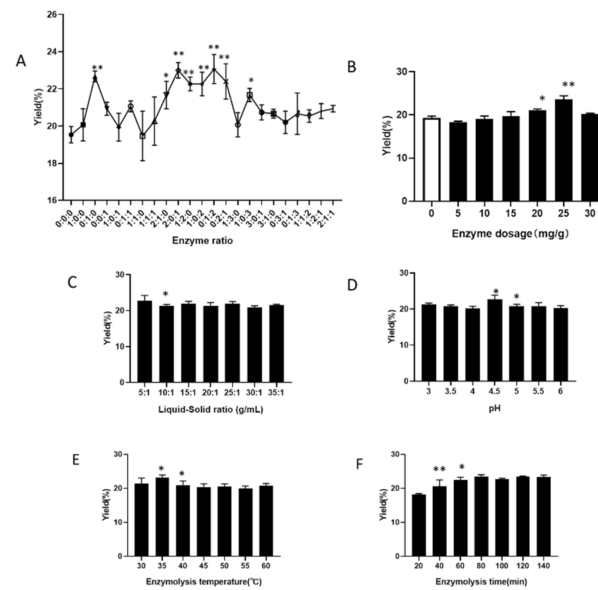 A
Yield(%)
26
24
22
20
18
16
** * ** ** ** ** ** *
0:0:0 1:0:0 0:1:0 0:0:1 1:0:1 0:1:1 1:1:0 1:1:1 2:1:0 2:0:1 1:2:0 1:0:2 0:1:2 0:2:1 1:3:0 0:3:1 0:1:3 1:1:2 1:2:1 2:1:1
Enzyme ratio
B
Yield(%)
30
20
10
0
* **
0 5 10 15 20 25 30
Enzyme dosage(mg/g)
C
Yield(%)
30
20
10
0
*
5:1 10:1 15:1 20:1 25:1 30:1 35:1
Liquid-Solid ratio (g/mL)
D
Yield(%)
30
20
10
0
* *
3 3.5 4 4.5 5 5.5 6
pH
E
Yield(%)
30
20
10
0
* *
30 35 40 45 50 55 60
Enzymolysis temperature(℃)
F
Yield(%)
30
20
10
0
** *
20 40 60 80 100 120 140
Enzymolysis time(min)